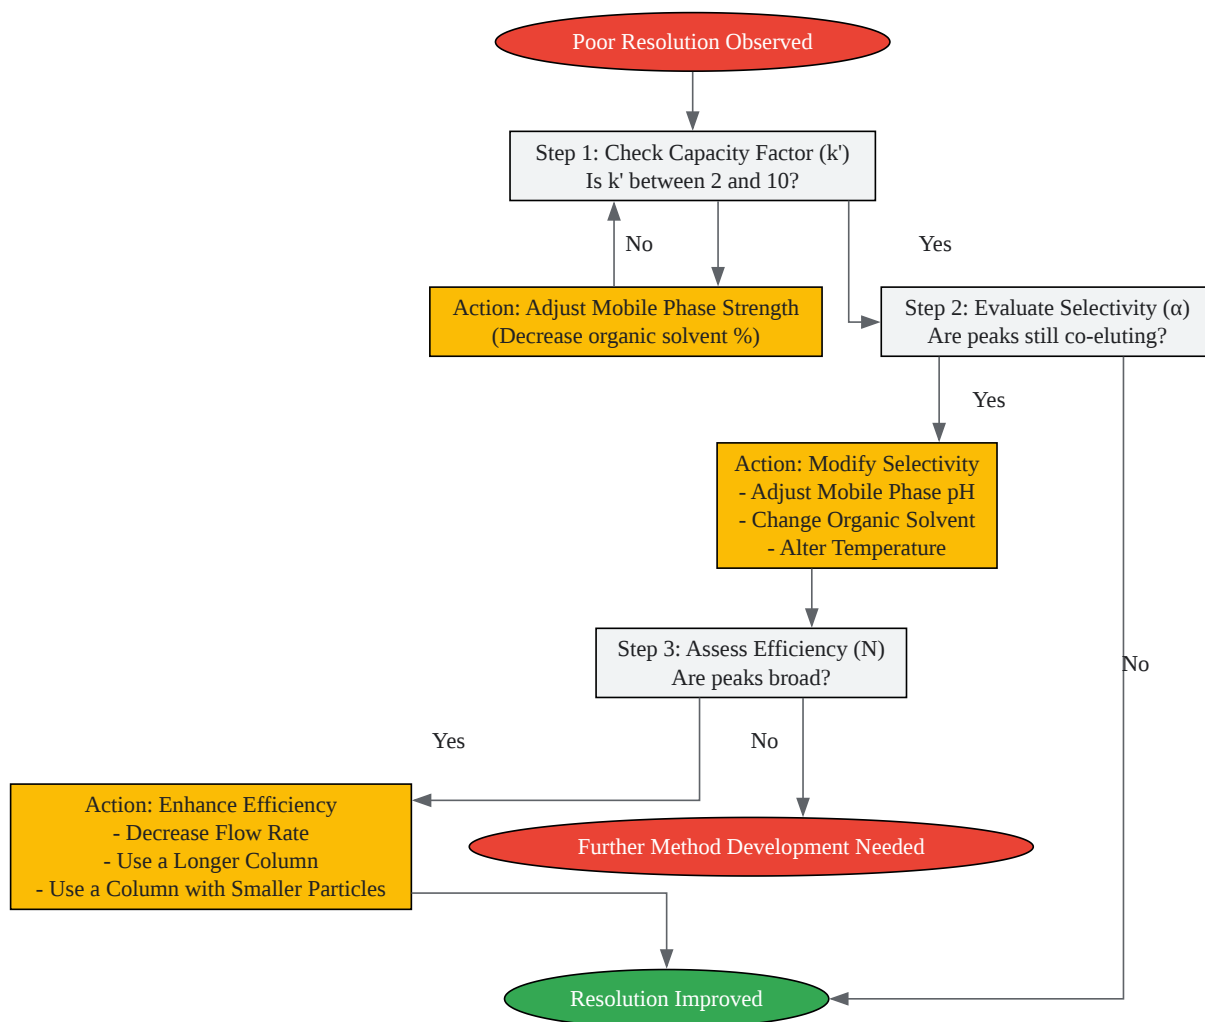 Poor Resolution Observed
Step 1: Check Capacity Factor (k')
Is k' between 2 and 10?
No
Yes
Action: Adjust Mobile Phase Strength
(Decrease organic solvent %)
Step 2: Evaluate Selectivity (α)
Are peaks still co-eluting?
Yes
Action: Modify Selectivity
- Adjust Mobile Phase pH
- Change Organic Solvent
- Alter Temperature
Step 3: Assess Efficiency (N)
Are peaks broad?
No
Yes
No
Action: Enhance Efficiency
- Decrease Flow Rate
- Use a Longer Column
- Use a Column with Smaller Particles
Further Method Development Needed
Resolution Improved